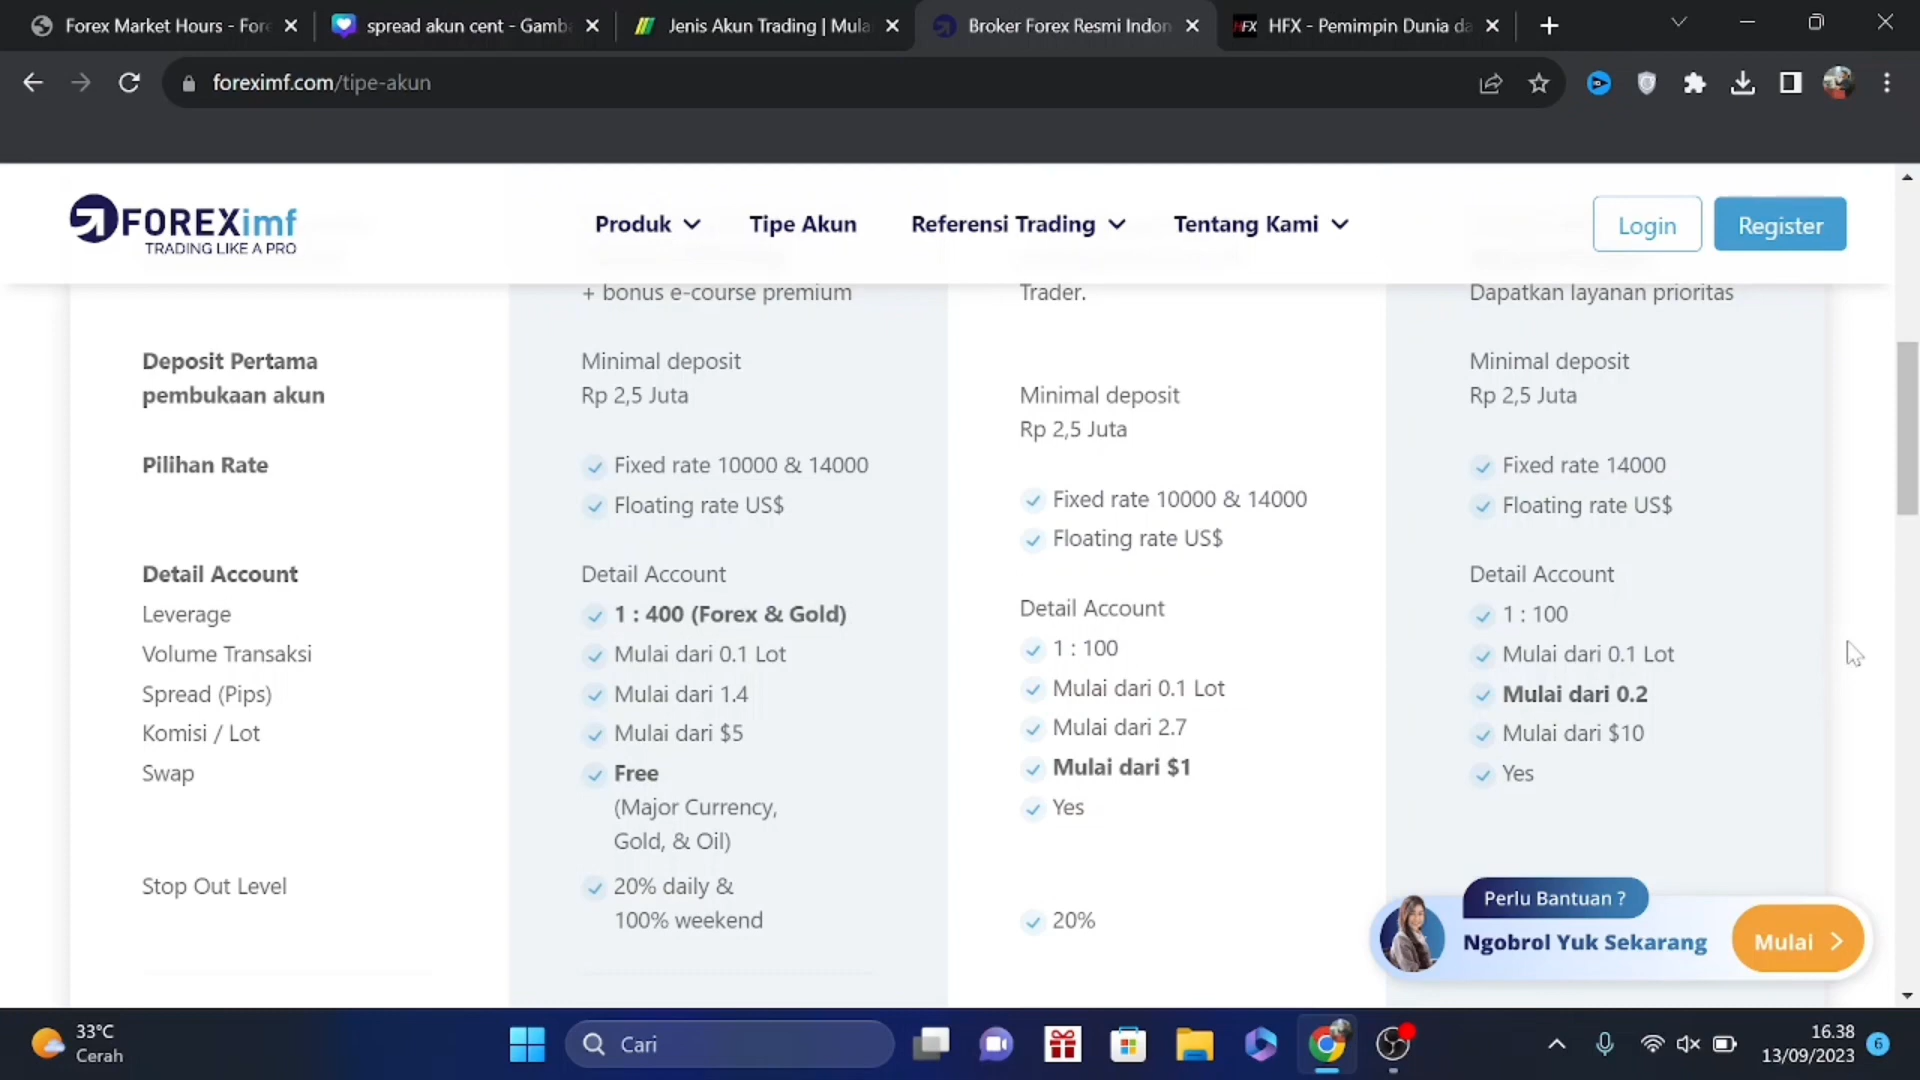 Forex Market Hours - For
spread akun cent - Gamb
Jenis Akun Trading | Mula
Broker Forex Resmi Indon
HFX - Pemimpin Dunia da
foreximf.com/tipe-akun
FOREXimf
TRADING LIKE A PRO
Produk
Tipe Akun
Referensi Trading
Tentang Kami
Login
Register
+ bonus e-course premium
Trader.
Dapatkan layanan prioritas
Deposit Pertama
pembukaan akun
Minimal deposit
Rp 2,5 Juta
Minimal deposit
Rp 2,5 Juta
Minimal deposit
Rp 2,5 Juta
Pilihan Rate
Fixed rate 10000 & 14000
Floating rate US$
Fixed rate 10000 & 14000
Floating rate US$
Fixed rate 14000
Floating rate US$
Detail Account
Leverage
Volume Transaksi
Spread (Pips)
Komisi / Lot
Swap
Stop Out Level
Detail Account
1 : 400 (Forex & Gold)
Mulai dari 0.1 Lot
Mulai dari 1.4
Mulai dari $5
Free
(Major Currency,
Gold, & Oil)
20% daily &
100% weekend
Detail Account
1 : 100
Mulai dari 0.1 Lot
Mulai dari 2.7
Mulai dari $1
Yes
20%
Detail Account
1 : 100
Mulai dari 0.1 Lot
Mulai dari 0.2
Mulai dari $10
Yes
Perlu Bantuan ?
Ngobrol Yuk Sekarang
Mulai
33°C
Cerah
Cari
16.38
13/09/2023
6